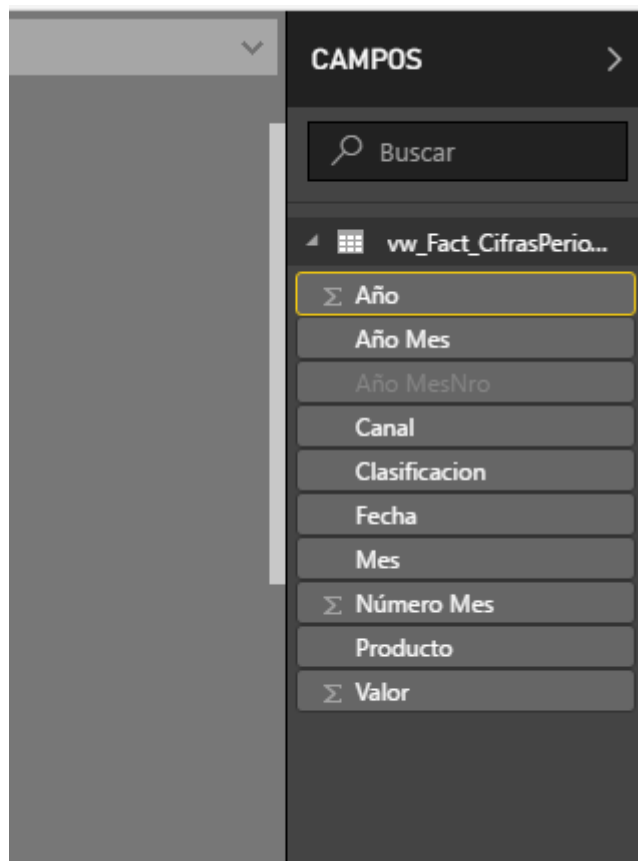 CAMPOS
Buscar
vw_Fact_CifrasPerio...
Σ Año
Año Mes
Año MesNro
Canal
Clasificacion
Fecha
Mes
Σ Número Mes
Producto
Σ Valor